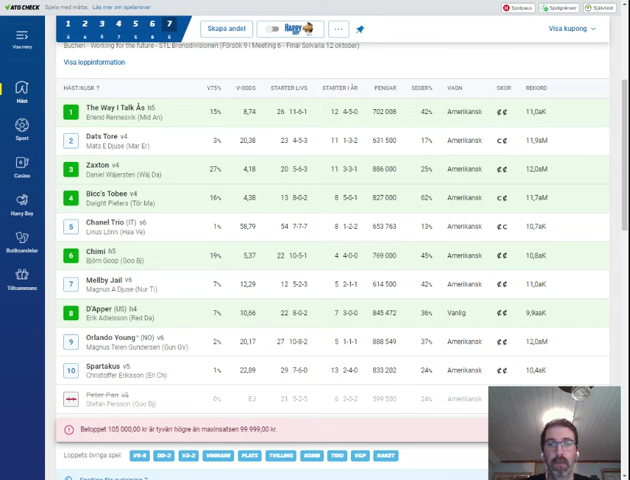 ATG CHECK Spela med måtta. Läs mer om spelansvar Spelpaus Spelgränser Självtest
1 2 3 4 5 6 7
Skapa andel HARRY BOY ... Visa kupong
Visa meny
Buchen - Working for the future - STL Bronsdivisionen (Försök 9 i Meeting 6 - Final Solvalla 12 oktober)
Visa loppinformation
HÄST/KUSK V75% V-ODDS STARTER LIVS STARTER I ÅR PENGAR SEGER% VAGN SKOR REKORD
1 The Way I Talk Ås h5 15% 8,74 26 11-6-1 12 4-5-0 702 008 42% Amerikansk ¢ ¢ 11,0aK
Erlend Rennesvik (Mid An)
2 Dats Tore v4 3% 20,38 23 4-5-3 11 1-3-2 631 500 17% Amerikansk C ¢ 11,9aM
Mats E Djuse (Mar Er)
3 Zaxton v4 27% 4,18 20 5-6-3 11 3-3-1 886 000 25% Amerikansk ¢ ¢ 12,0aM
Daniel Wäjersten (Wäj Da)
4 Bicc's Tobee v4 16% 4,38 13 8-0-2 8 5-0-1 827 000 62% Amerikansk C ¢ 11,7aM
Dwight Pieters (Tör Ma)
5 Chanel Trio (IT) s6 1% 58,79 54 7-7-7 8 1-2-2 653 763 13% Amerikansk ¢ C 10,7aK
Linus Lönn (Haa Ve)
6 Chimi h5 19% 5,37 22 10-5-1 4 4-0-0 769 000 45% Amerikansk ¢ ¢ 10,8aK
Björn Goop (Goo Bj)
7 Mellby Jail v6 7% 12,29 12 5-2-3 5 2-1-1 614 500 42% Amerikansk ¢ ¢ 11,0aK
Magnus A Djuse (Nur Ti)
8 D'Apper (US) h4 7% 10,66 22 8-0-2 7 3-0-0 845 472 36% Vanlig ¢ ¢ 9,9aaK
Erik Adielsson (Red Da)
9 Orlando Young* (NO) v6 2% 20,17 27 10-8-2 8 1-1-1 888 549 37% Amerikansk ¢ ¢ 12,0aM
Magnus Teien Gundersen (Gun GV)
10 Spartakus v5 1% 22,89 29 7-6-0 13 2-4-0 833 202 24% Amerikansk ¢ ¢ 10,4aK
Christoffer Eriksson (Eri Ch)
11 Peter Pan v5 0% EJ 21 5-2-5 6 2-0-2 599 500 24% Amerikansk
Stefan Persson (Goo Bj)
Beloppet 105 000,00 kr är tyvärr högre än maxinsatsen 99 999,00 kr.
Loppets övriga spel: V5-5 DD-2 V3-2 VINNARE PLATS TVILLING KOMB TRIO VGP RAKET
Häst
Sport
Casino
Harry Boy
Butiksandelar
Tillsammans